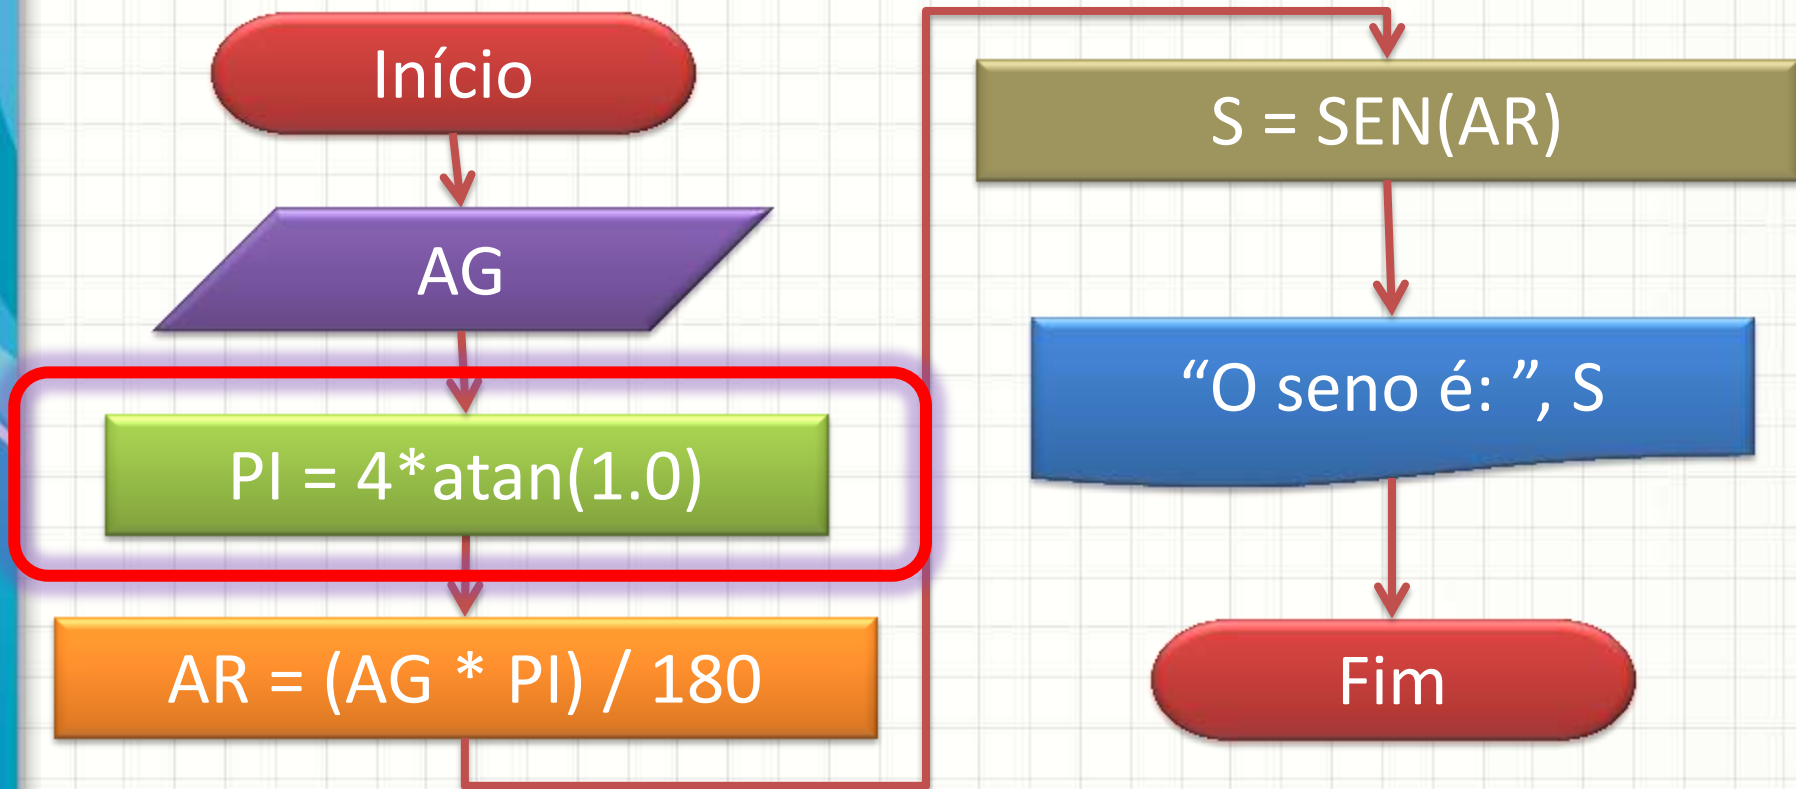 Início
AG
PI = 4*atan(1.0)
AR = (AG * PI) / 180
S = SEN(AR)
“O seno é: ”, S
Fim